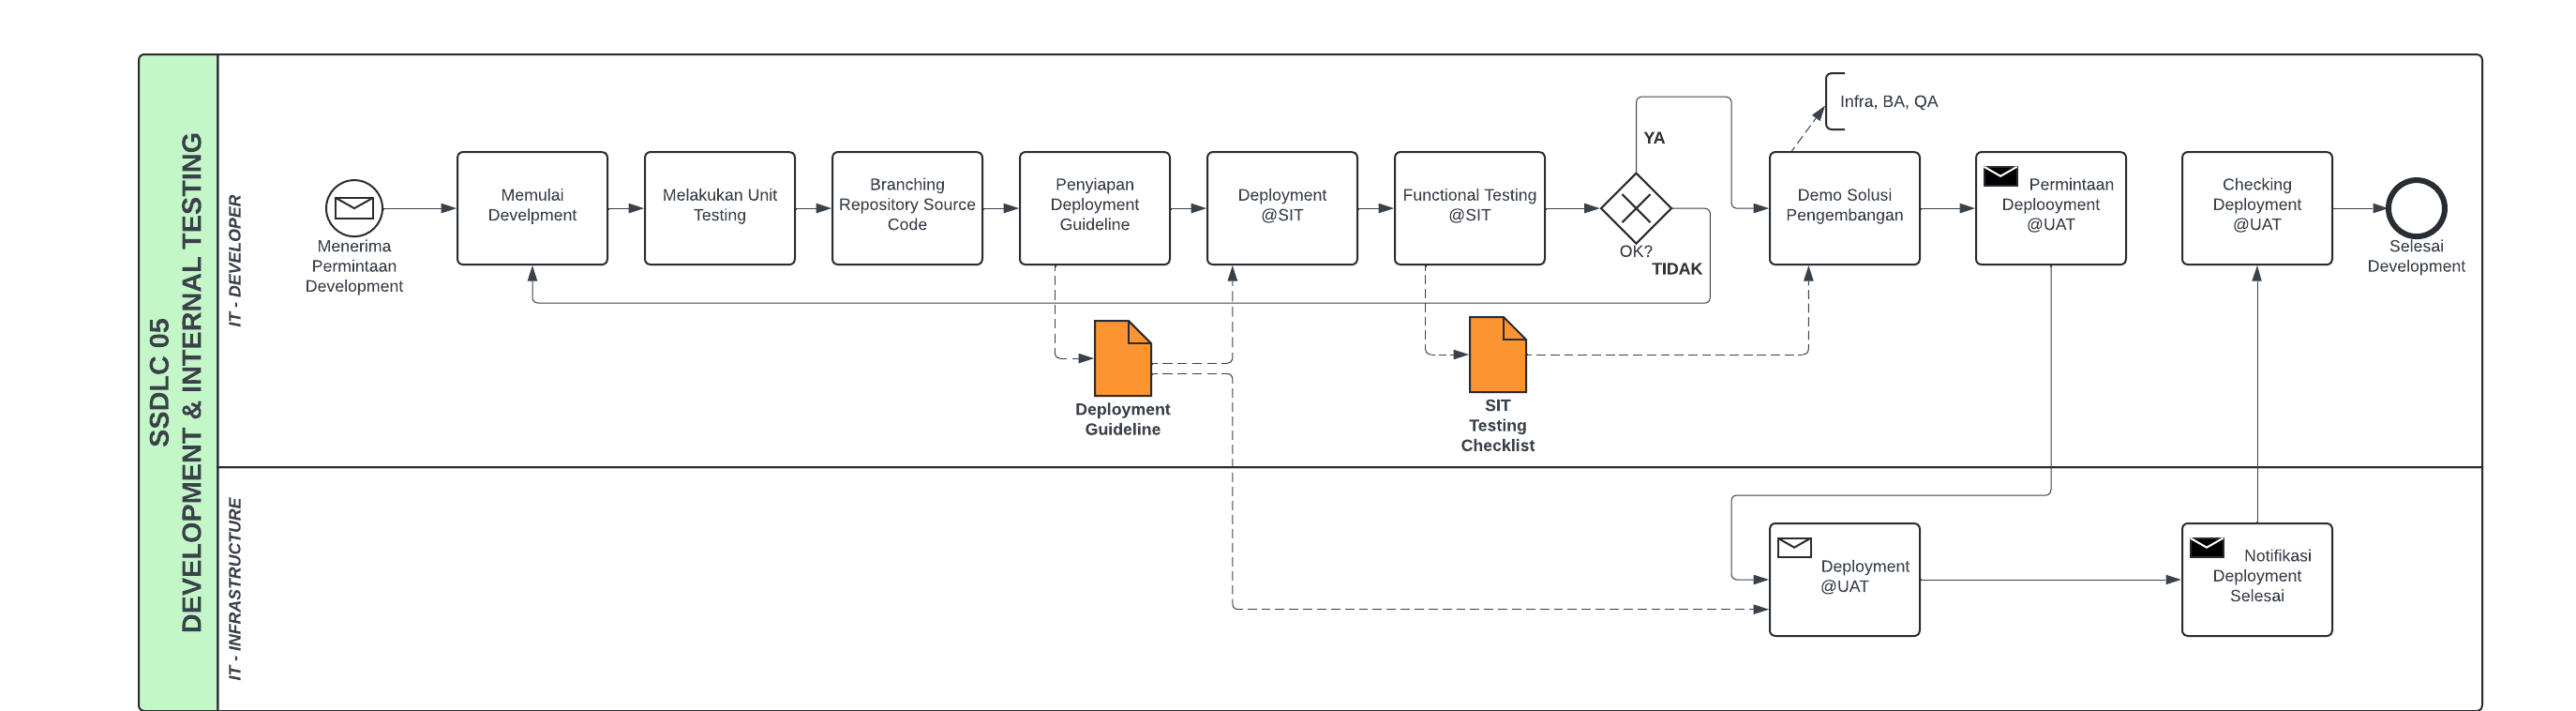 SSDLC 05
DEVELOPMENT & INTERNAL TESTING
IT - DEVELOPER
Menerima
Permintaan
Development
Memulai
Develpment
Melakukan Unit
Testing
Branching
Repository Source
Code
Penyiapan
Deployment
Guideline
Deployment
@SIT
Functional Testing
@SIT
OK?
YA
TIDAK
Demo Solusi
Pengembangan
Infra, BA, QA
Permintaan
Deplooyment
@UAT
Checking
Deployment
@UAT
Selesai
Development
Deployment
Guideline
SIT
Testing
Checklist
IT - INFRASTRUCTURE
Deployment
@UAT
Notifikasi
Deployment
Selesai